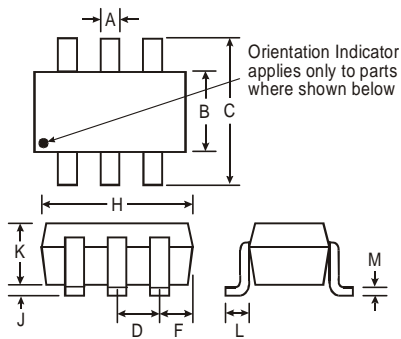 A
Orientation Indicator
applies only to parts
where shown below
B
C
H
K
J
D
F
L
M